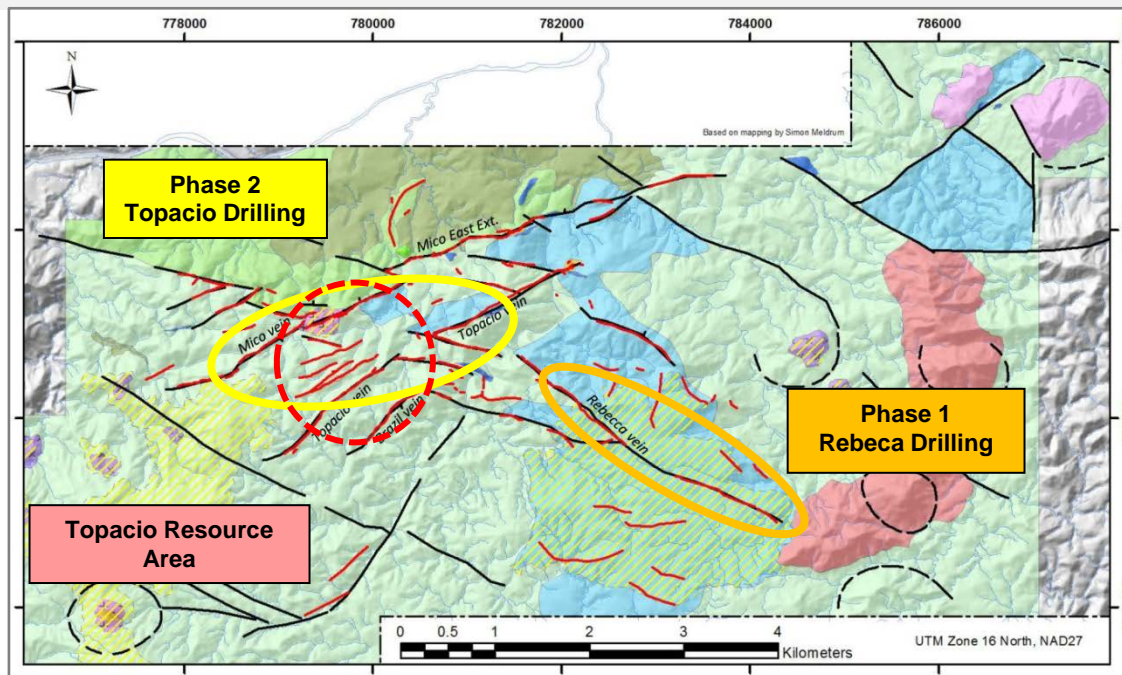 778000 780000 782000 784000 786000
N
Based on mapping by Simon Meldrum
Phase 2
Topacio Drilling
Mico East Ext.
Mico vein
Topacio vein
Topacio vein
Brazil vein
Rebecca vein
Phase 1
Rebeca Drilling
Topacio Resource
Area
0 0.5 1 2 3 4
Kilometers
UTM Zone 16 North, NAD27